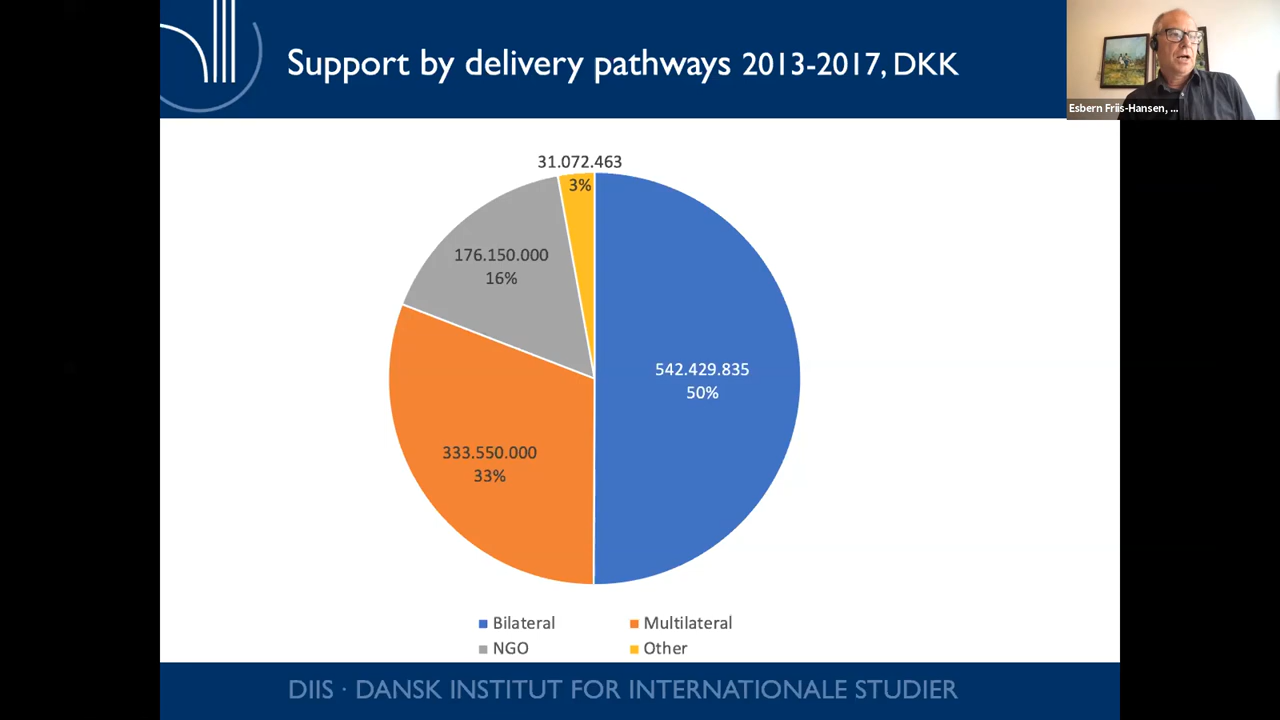 Support by delivery pathways 2013-2017, DKK
Esbern Friis-Hansen, ...
31.072.463
3%
176.150.000
16%
542.429.835
50%
333.550.000
33%
Bilateral
Multilateral
NGO
Other
DIIS · DANSK INSTITUT FOR INTERNATIONALE STUDIER